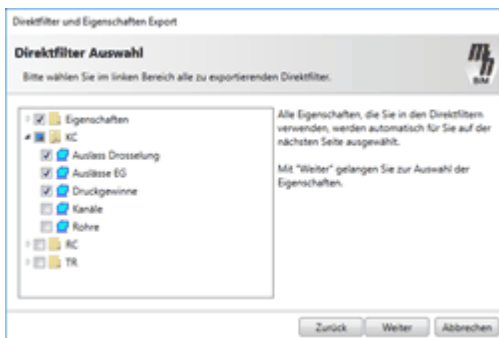 Direktfilter und Eigenschaften Export
Direktfilter Auswahl
Bitte wählen Sie im linken Bereich alle zu exportierenden Direktfilter.
mh
BIM
Eigenschaften
KC
Auslass Drosselung
Auslässe EG
Druckgewinne
Kanäle
Rohre
RC
TR
Alle Eigenschaften, die Sie in den Direktfiltern
verwenden, werden automatisch für Sie auf der
nächsten Seite ausgewählt.
Mit "Weiter" gelangen Sie zur Auswahl der
Eigenschaften.
Zurück
Weiter
Abbrechen